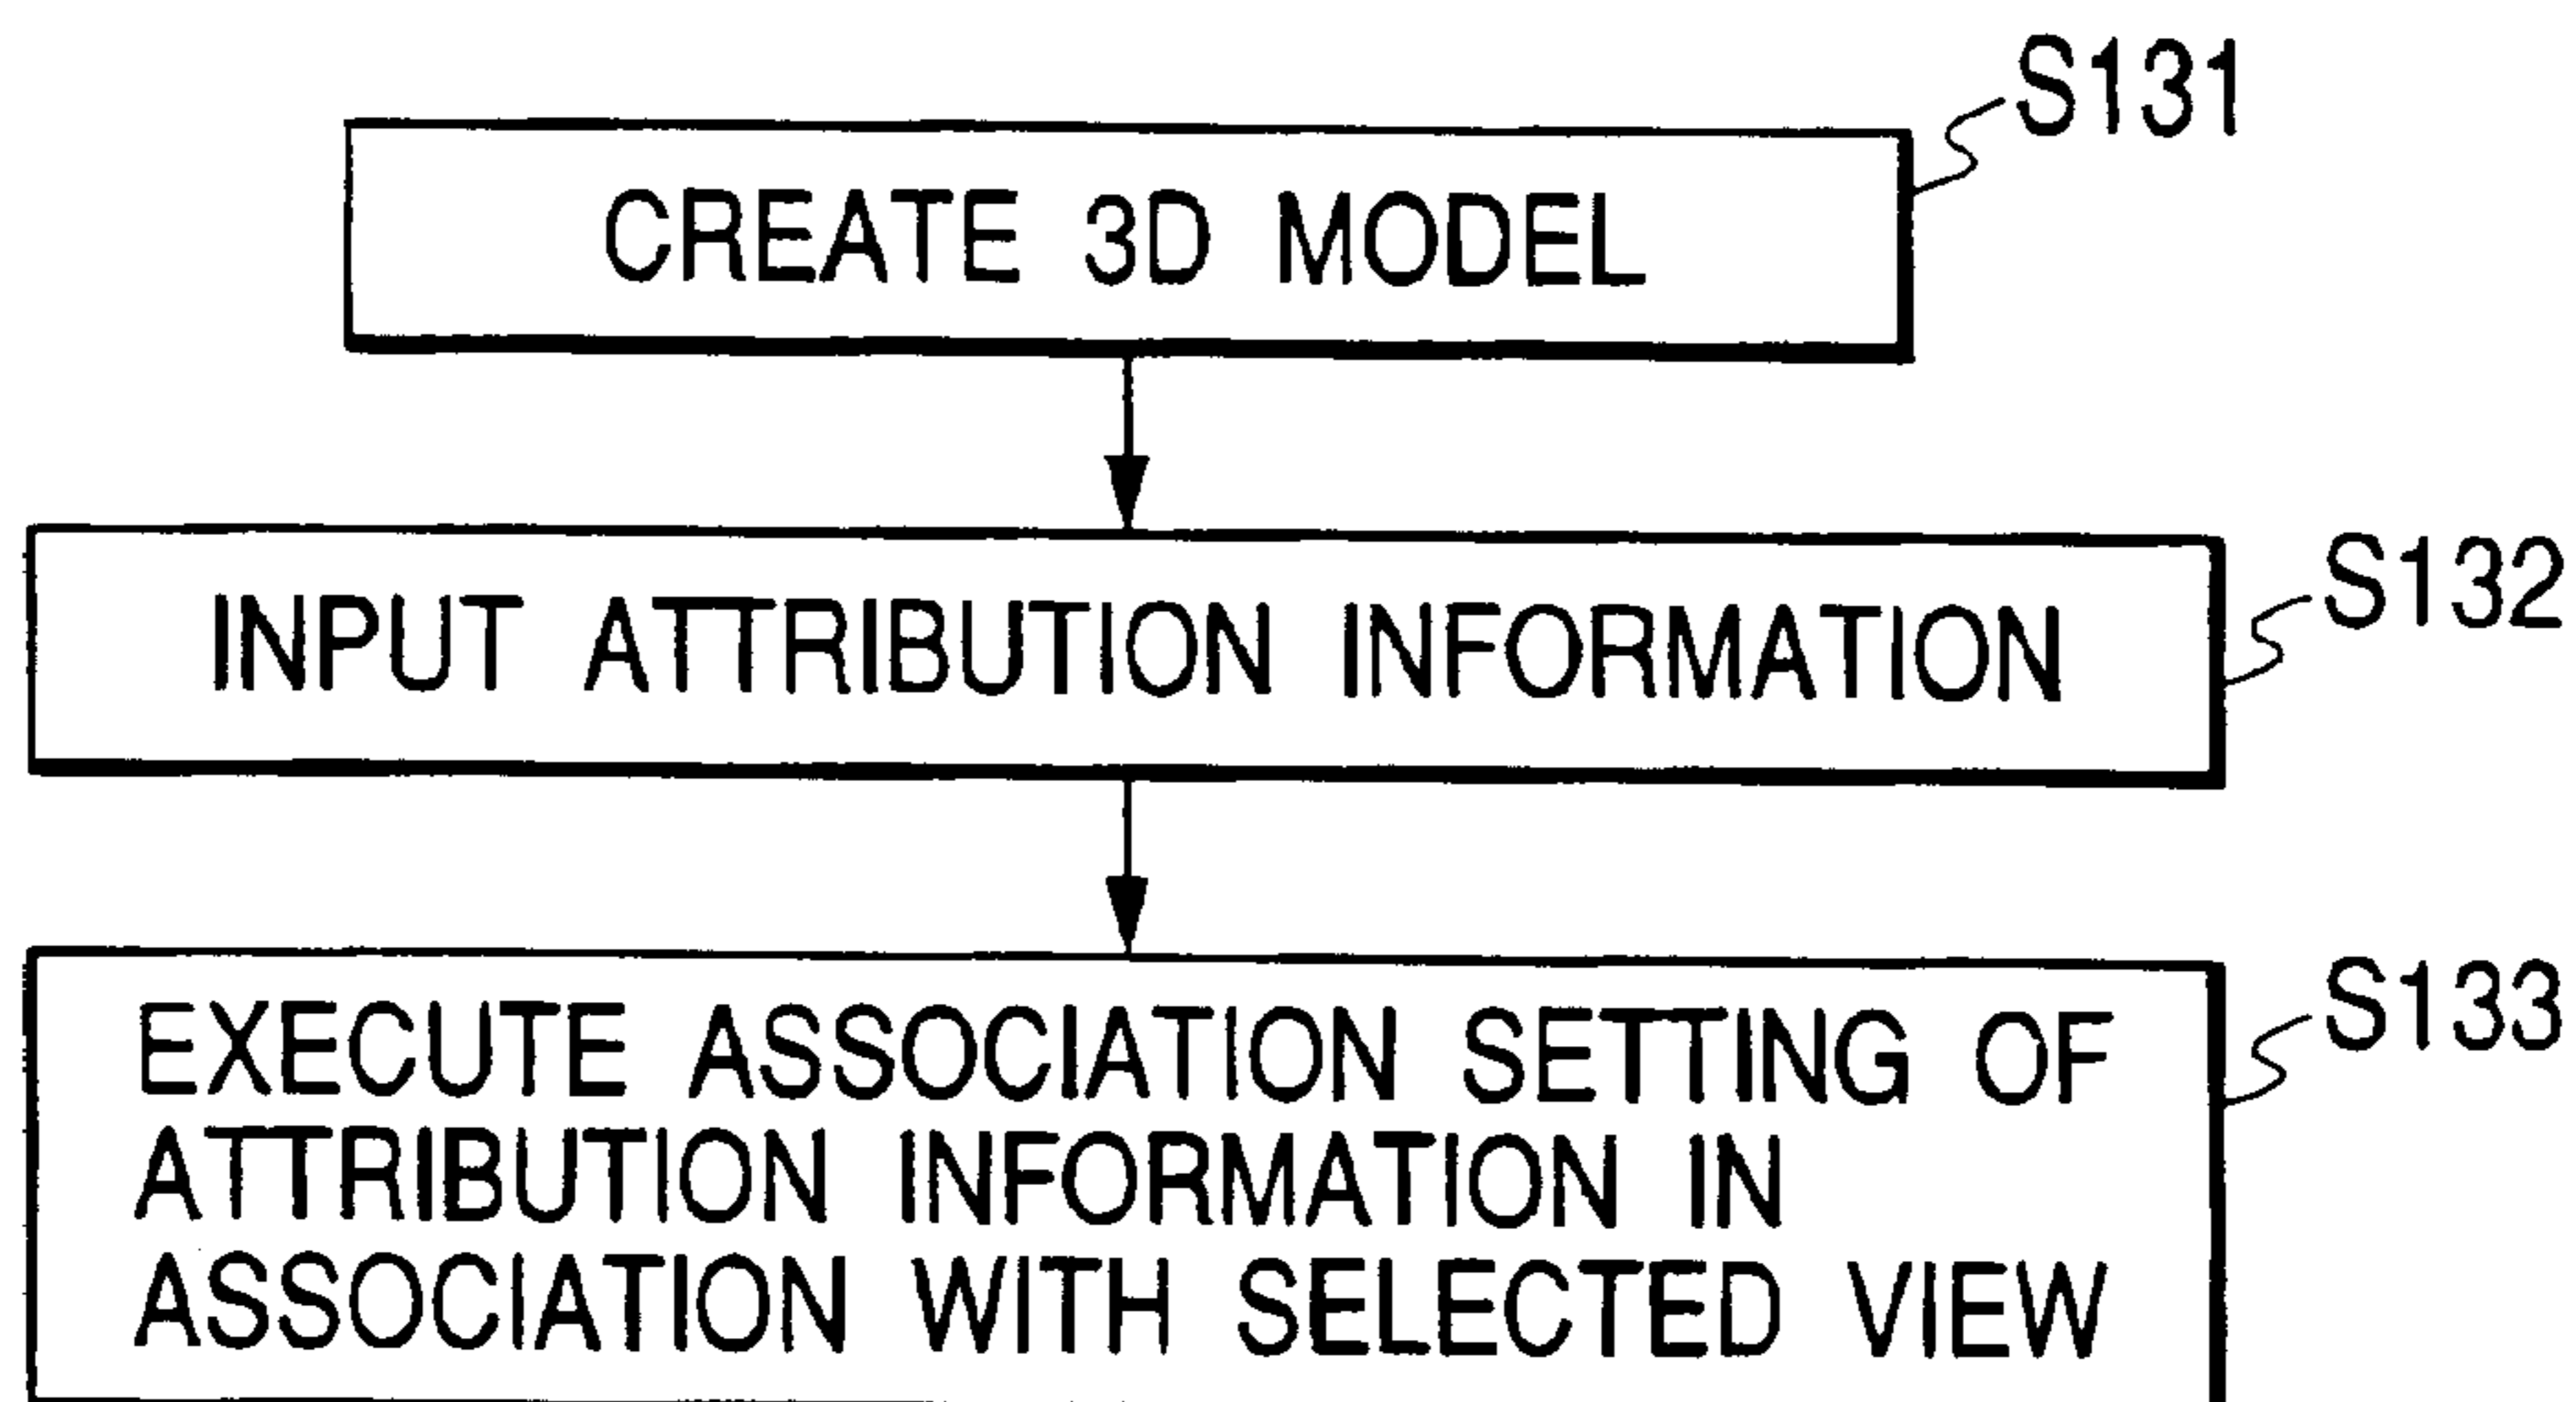 S131
CREATE 3D MODEL
S132
INPUT ATTRIBUTION INFORMATION
S133
EXECUTE ASSOCIATION SETTING OF
ATTRIBUTION INFORMATION IN
ASSOCIATION WITH SELECTED VIEW